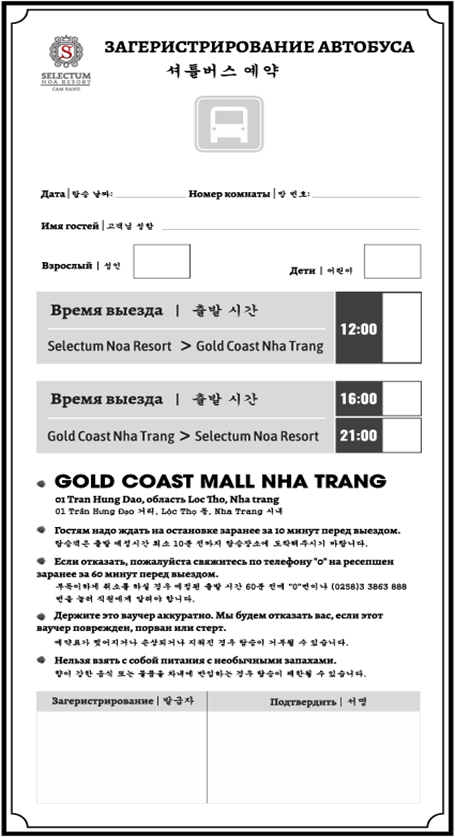 SELECTUM
NOA RESORT
CAM RANH
ЗАГЕРИСТРИРОВАНИЕ АВТОБУСА
셔틀버스 예약
Дата | 탑승 날짜: Номер комнаты | 방 번호:
Имя гостей | 고객님 성함
Взрослый | 성인 Дети | 어린이
Время выезда | 출발 시간
Selectum Noa Resort > Gold Coast Nha Trang
12:00
Время выезда | 출발 시간
Gold Coast Nha Trang > Selectum Noa Resort
16:00
21:00
GOLD COAST MALL NHA TRANG
01 Tran Hung Dao, область Loc Tho, Nha trang
01 Trần Hưng Đạo 거리, Lộc Thọ 동, Nha Trang 시내
Гостям надо ждать на остановке заранее за 10 минут перед выездом.
탑승객은 출발 예정시간 최소 10분 전까지 탑승장소에 도착해주시기 바랍니다.
Если отказать, пожалуйста свяжитесь по телефону "0" на ресепшен
заранее за 60 минут перед выездом.
부득이하게 취소를 하실 경우 예정된 출발 시간 60분 전에 "0"번이나 (0258)3 3863 888
번을 눌러 직원에게 알려야 합니다.
Держите это ваучер аккуратно. Мы будем отказать вас, если этот
ваучер поврежден, порван или стерт.
예약표가 찢어지거나 손상되거나 지워진 경우 탑승이 거부될 수 있습니다.
Нельзя взять с собой питания с необычными запахами.
향이 강한 음식 또는 물품을 차내에 반입하는 경우 탑승이 제한될 수 있습니다.
Загеристрирование | 발급자 Подтвердить | 서명